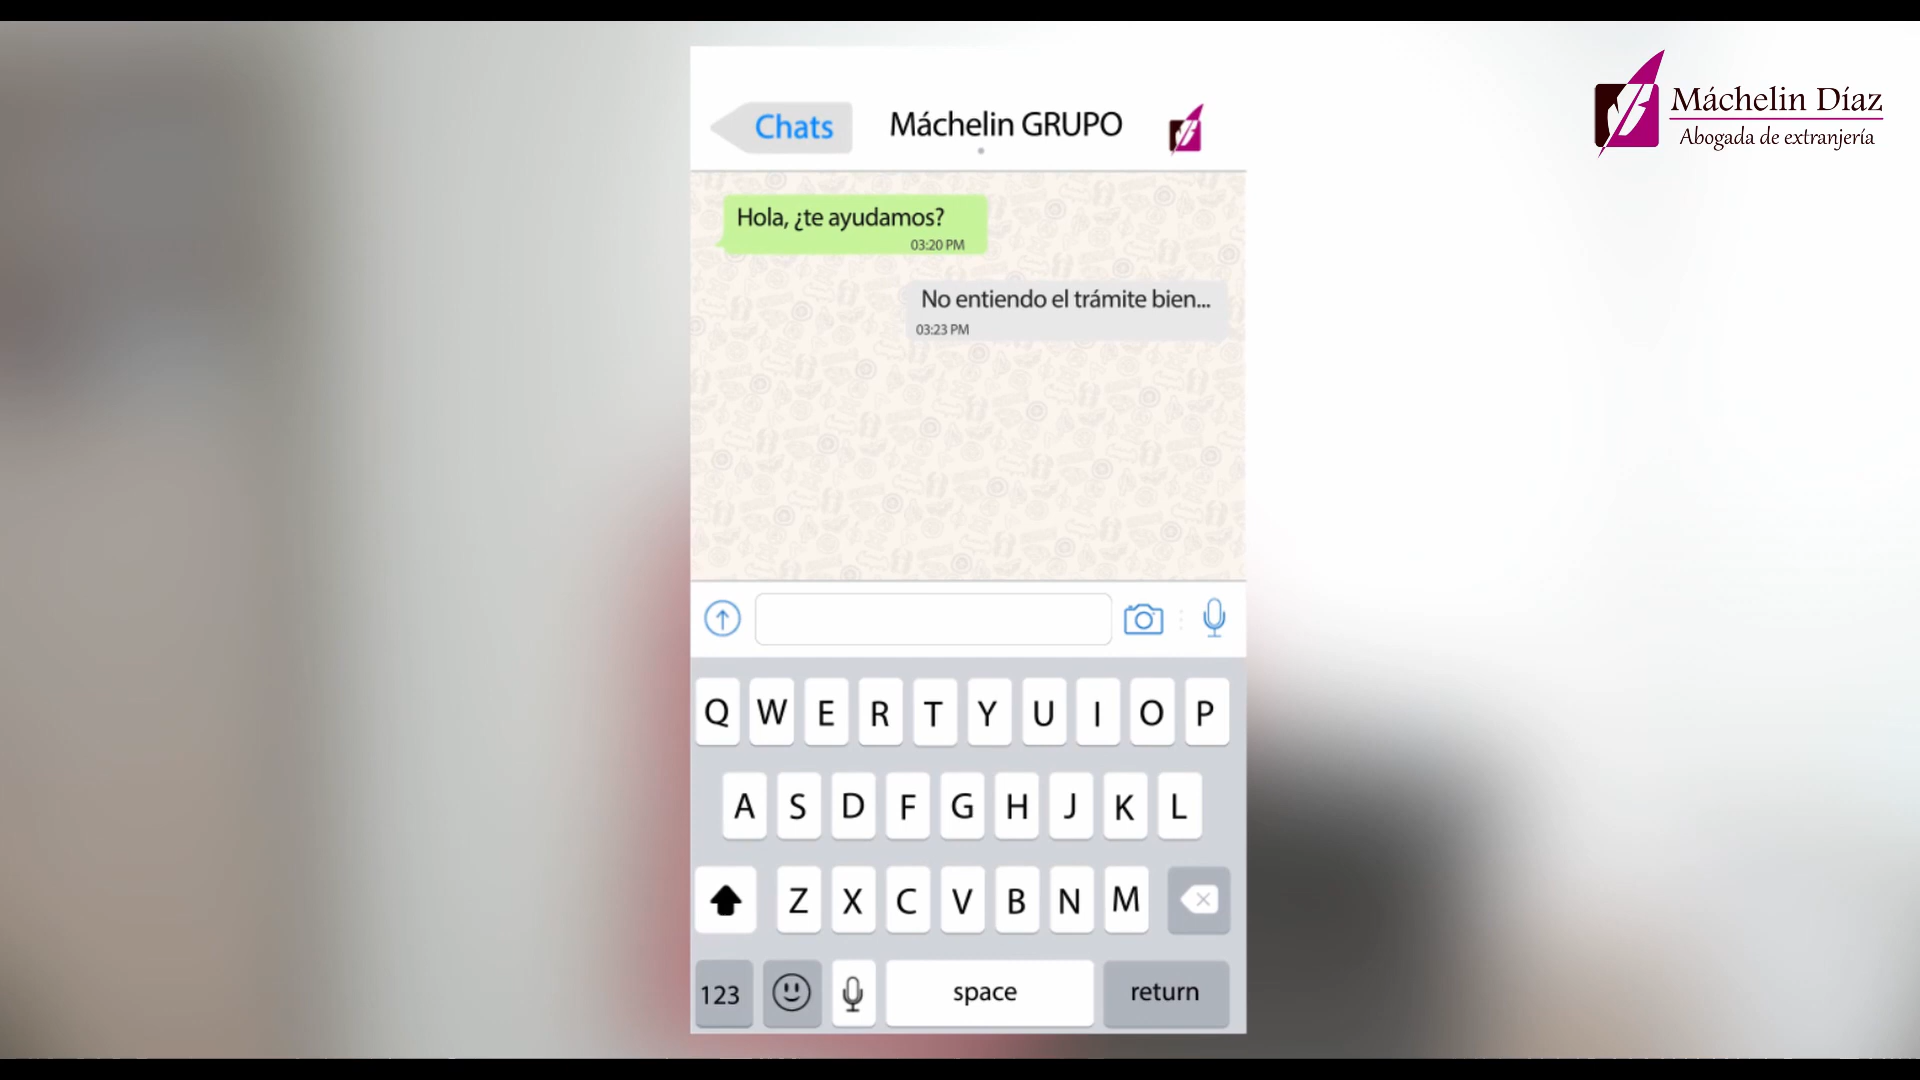 Máchelin Díaz
Abogada de extranjería
Chats
Máchelin GRUPO
Hola, ¿te ayudamos?
03:20 PM
No entiendo el trámite bien...
03:23 PM
Q W E R T Y U I O P
A S D F G H J K L
Z X C V B N M
123
space
return